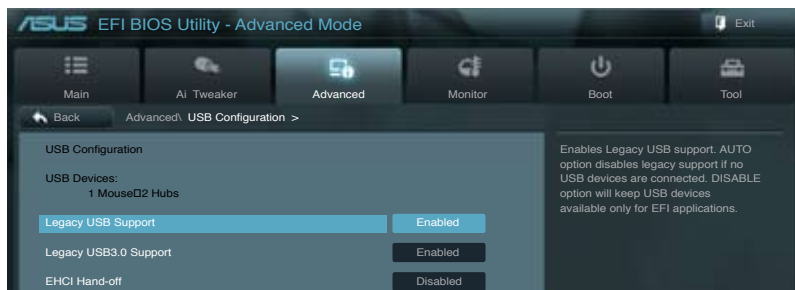 ASUS EFI BIOS Utility - Advanced Mode
Exit
Main
Ai Tweaker
Advanced
Monitor
Boot
Tool
Back
Advanced\ USB Configuration >
USB Configuration
USB Devices:
1 Mouse□2 Hubs
Legacy USB Support Enabled
Legacy USB3.0 Support Enabled
EHCI Hand-off Disabled
Enables Legacy USB support. AUTO
option disables legacy support if no
USB devices are connected. DISABLE
option will keep USB devices
available only for EFI applications.